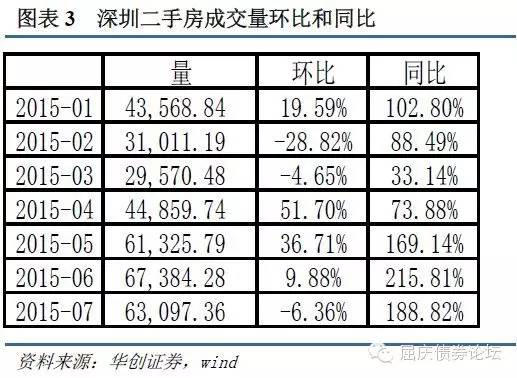 图表 3 深圳二手房成交量环比和同比
量 环比 同比
2015-01 43,568.84 19.59% 102.80%
2015-02 31,011.19 -28.82% 88.49%
2015-03 29,570.48 -4.65% 33.14%
2015-04 44,859.74 51.70% 73.88%
2015-05 61,325.79 36.71% 169.14%
2015-06 67,384.28 9.88% 215.81%
2015-07 63,097.36 -6.36% 188.82%
资料来源：华创证券，wind
屈庆债券论坛